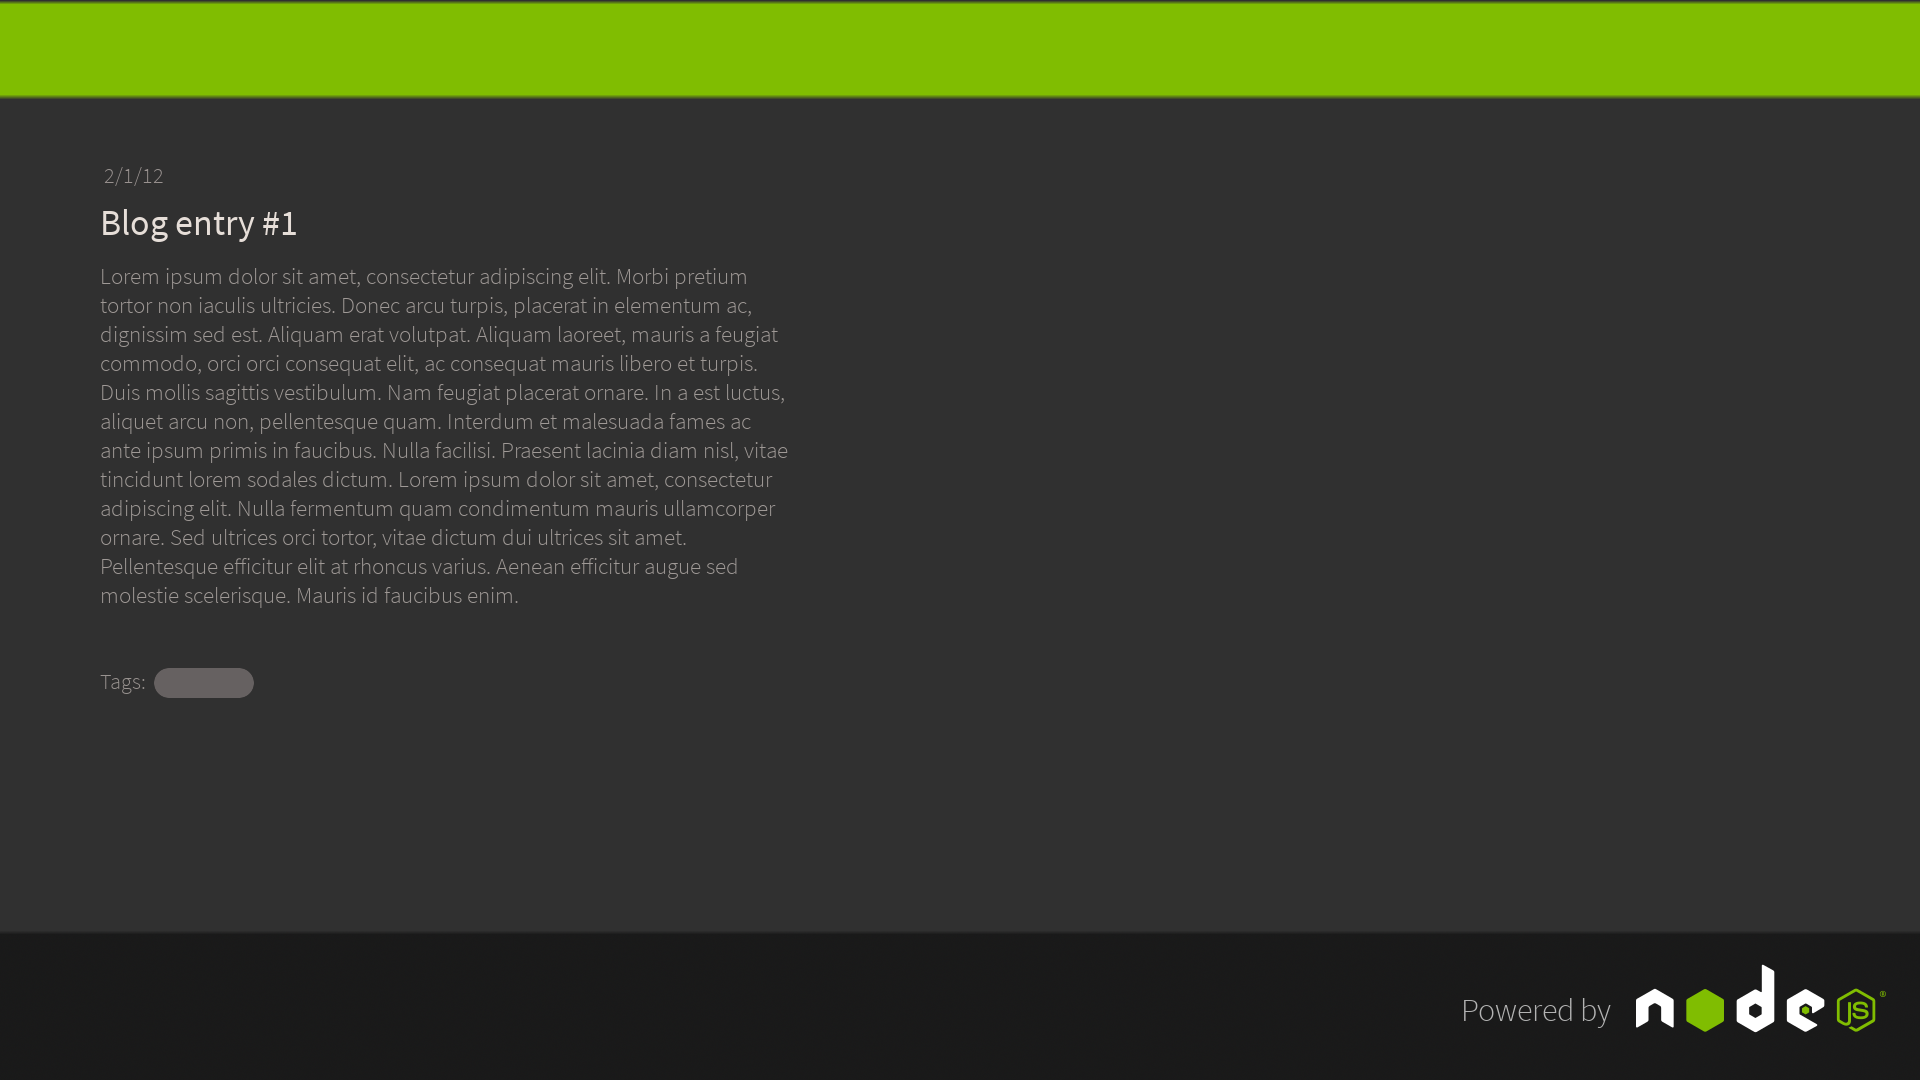 2/1/12
Blog entry #1
Lorem ipsum dolor sit amet, consectetur adipiscing elit. Morbi pretium
tortor non iaculis ultricies. Donec arcu turpis, placerat in elementum ac,
dignissim sed est. Aliquam erat volutpat. Aliquam laoreet, mauris a feugiat
commodo, orci orci consequat elit, ac consequat mauris libero et turpis.
Duis mollis sagittis vestibulum. Nam feugiat placerat ornare. In a est luctus,
aliquet arcu non, pellentesque quam. Interdum et malesuada fames ac
ante ipsum primis in faucibus. Nulla facilisi. Praesent lacinia diam nisl, vitae
tincidunt lorem sodales dictum. Lorem ipsum dolor sit amet, consectetur
adipiscing elit. Nulla fermentum quam condimentum mauris ullamcorper
ornare. Sed ultrices orci tortor, vitae dictum dui ultrices sit amet.
Pellentesque efficitur elit at rhoncus varius. Aenean efficitur augue sed
molestie scelerisque. Mauris id faucibus enim.
Tags:
Powered by node JS®